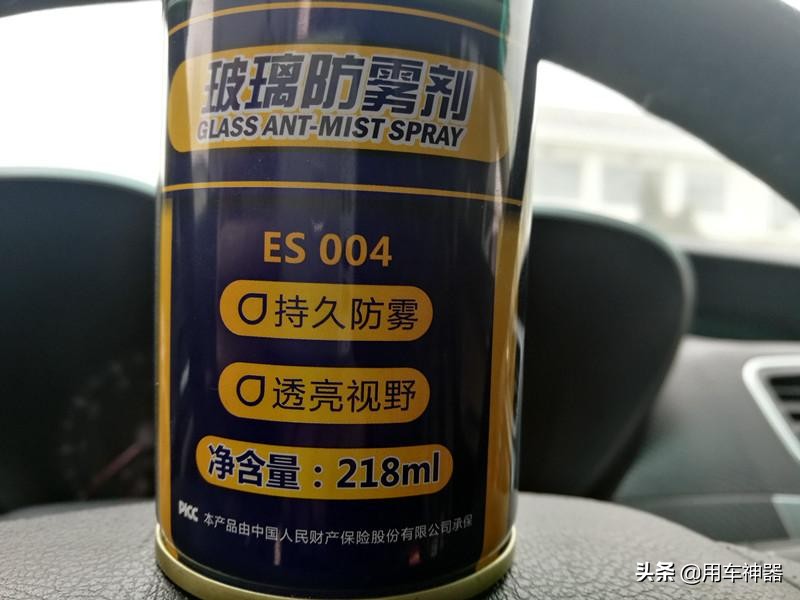 玻璃防雾剂
GLASS ANT-MIST SPRAY
ES 004
持久防雾
透亮视野
净含量：218ml
PICC 本产品由中国人民财产保险股份有限公司承保
头条 @用车神器